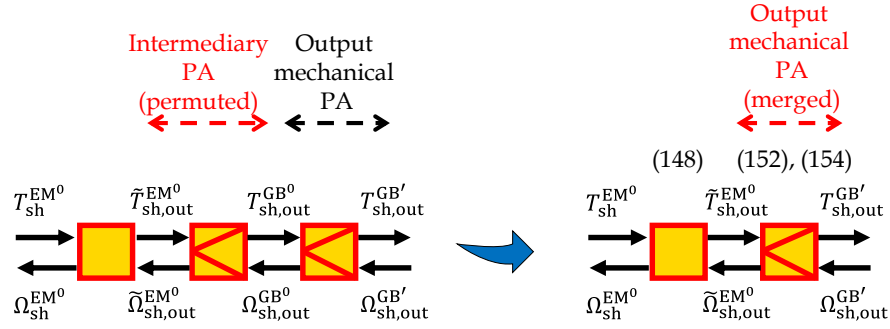 Intermediary
PA
(permuted)
Output
mechanical
PA
Output
mechanical
PA
(merged)
(148) (152), (154)
T_sh^EM⁰ T̃_sh,out^EM⁰ T_sh,out^GB⁰ T_sh,out^GB′
Ω_sh^EM⁰ Ω̃_sh,out^EM⁰ Ω_sh,out^GB⁰ Ω_sh,out^GB′
T_sh^EM⁰ T̃_sh,out^EM⁰ T_sh,out^GB′
Ω_sh^EM⁰ Ω̃_sh,out^EM⁰ Ω_sh,out^GB′